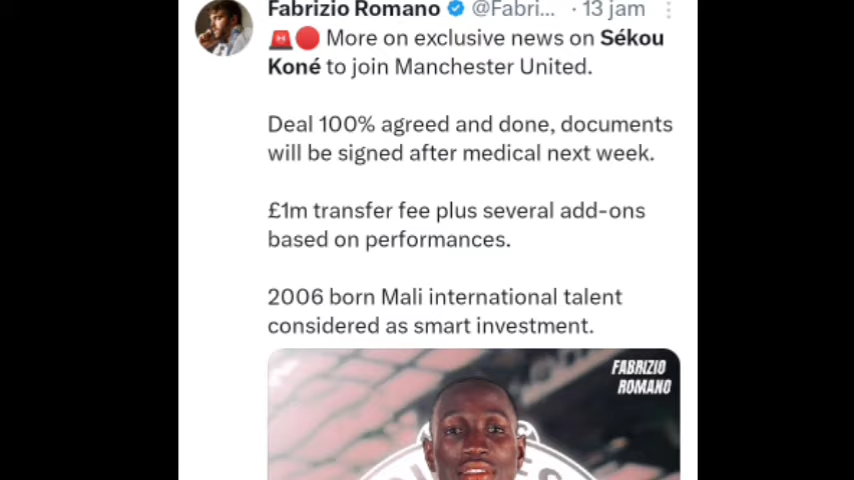 Fabrizio Romano @Fabri... · 13 jam
🚨🔴 More on exclusive news on Sékou
Koné to join Manchester United.
Deal 100% agreed and done, documents
will be signed after medical next week.
£1m transfer fee plus several add-ons
based on performances.
2006 born Mali international talent
considered as smart investment.
FABRIZIO
ROMANO